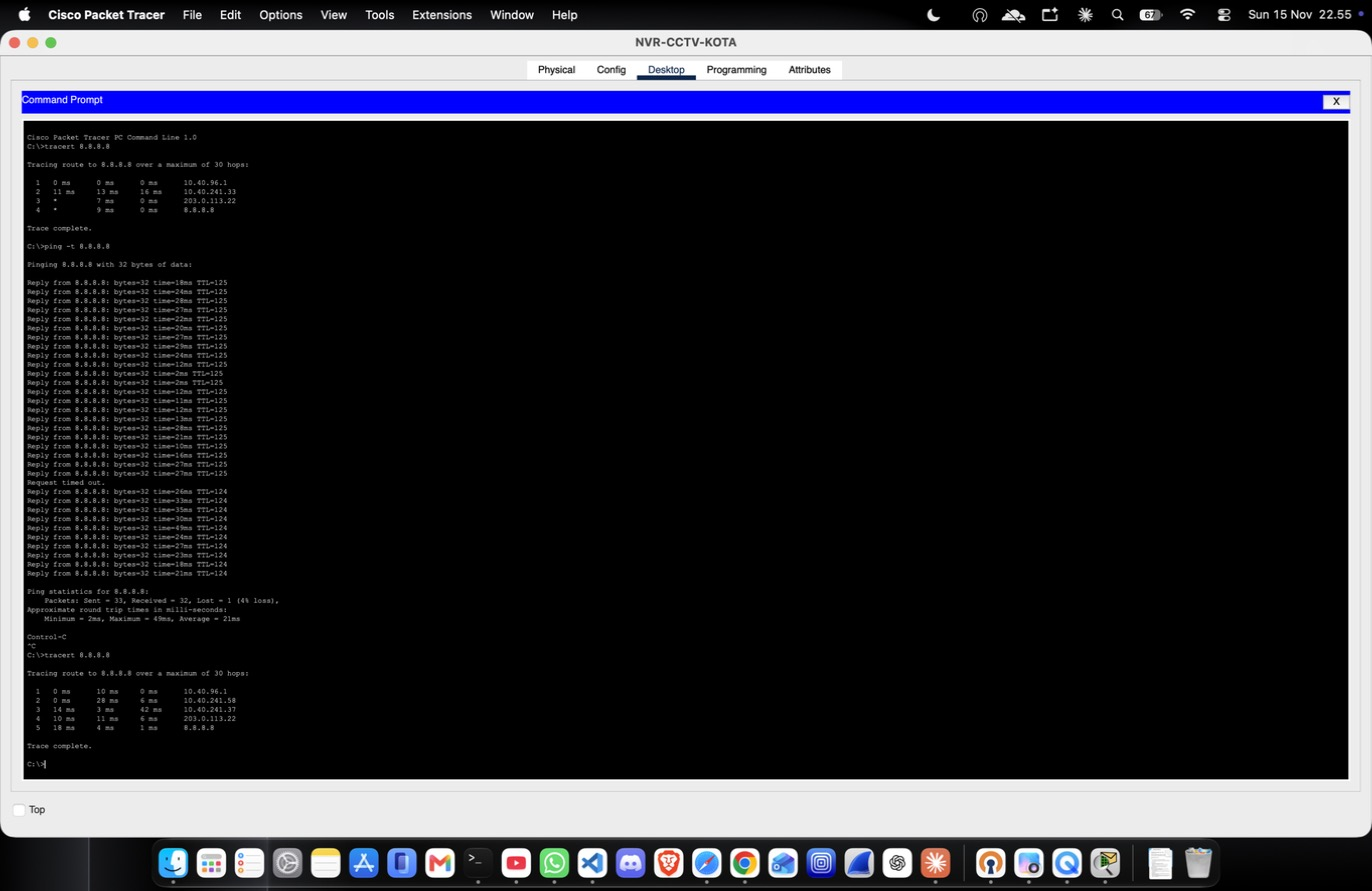 Cisco Packet Tracer File Edit Options View Tools Extensions Window Help 67 Sun 15 Nov 22.55
NVR-CCTV-KOTA
Physical Config Desktop Programming Attributes
Command Prompt X
Cisco Packet Tracer PC Command Line 1.0
C:\>tracert 8.8.8.8
Tracing route to 8.8.8.8 over a maximum of 30 hops:
1 0 ms 0 ms 0 ms 10.40.96.1
2 11 ms 13 ms 16 ms 10.40.241.33
3 * 7 ms 0 ms 203.0.113.22
4 * 9 ms 0 ms 8.8.8.8
Trace complete.
C:\>ping -t 8.8.8.8
Pinging 8.8.8.8 with 32 bytes of data:
Reply from 8.8.8.8: bytes=32 time=18ms TTL=125
Reply from 8.8.8.8: bytes=32 time=24ms TTL=125
Reply from 8.8.8.8: bytes=32 time=28ms TTL=125
Reply from 8.8.8.8: bytes=32 time=27ms TTL=125
Reply from 8.8.8.8: bytes=32 time=22ms TTL=125
Reply from 8.8.8.8: bytes=32 time=20ms TTL=125
Reply from 8.8.8.8: bytes=32 time=27ms TTL=125
Reply from 8.8.8.8: bytes=32 time=29ms TTL=125
Reply from 8.8.8.8: bytes=32 time=24ms TTL=125
Reply from 8.8.8.8: bytes=32 time=12ms TTL=125
Reply from 8.8.8.8: bytes=32 time=2ms TTL=125
Reply from 8.8.8.8: bytes=32 time=2ms TTL=125
Reply from 8.8.8.8: bytes=32 time=12ms TTL=125
Reply from 8.8.8.8: bytes=32 time=11ms TTL=125
Reply from 8.8.8.8: bytes=32 time=12ms TTL=125
Reply from 8.8.8.8: bytes=32 time=13ms TTL=125
Reply from 8.8.8.8: bytes=32 time=28ms TTL=125
Reply from 8.8.8.8: bytes=32 time=21ms TTL=125
Reply from 8.8.8.8: bytes=32 time=10ms TTL=125
Reply from 8.8.8.8: bytes=32 time=16ms TTL=125
Reply from 8.8.8.8: bytes=32 time=27ms TTL=125
Reply from 8.8.8.8: bytes=32 time=27ms TTL=125
Request timed out.
Reply from 8.8.8.8: bytes=32 time=26ms TTL=124
Reply from 8.8.8.8: bytes=32 time=33ms TTL=124
Reply from 8.8.8.8: bytes=32 time=35ms TTL=124
Reply from 8.8.8.8: bytes=32 time=30ms TTL=124
Reply from 8.8.8.8: bytes=32 time=49ms TTL=124
Reply from 8.8.8.8: bytes=32 time=24ms TTL=124
Reply from 8.8.8.8: bytes=32 time=27ms TTL=124
Reply from 8.8.8.8: bytes=32 time=23ms TTL=124
Reply from 8.8.8.8: bytes=32 time=18ms TTL=124
Reply from 8.8.8.8: bytes=32 time=21ms TTL=124
Ping statistics for 8.8.8.8:
Packets: Sent = 33, Received = 32, Lost = 1 (4% loss),
Approximate round trip times in milli-seconds:
Minimum = 2ms, Maximum = 49ms, Average = 21ms
Control-C
^C
C:\>tracert 8.8.8.8
Tracing route to 8.8.8.8 over a maximum of 30 hops:
1 0 ms 10 ms 0 ms 10.40.96.1
2 0 ms 28 ms 6 ms 10.40.241.58
3 14 ms 3 ms 42 ms 10.40.241.37
4 10 ms 11 ms 6 ms 203.0.113.22
5 18 ms 4 ms 1 ms 8.8.8.8
Trace complete.
C:\>
Top